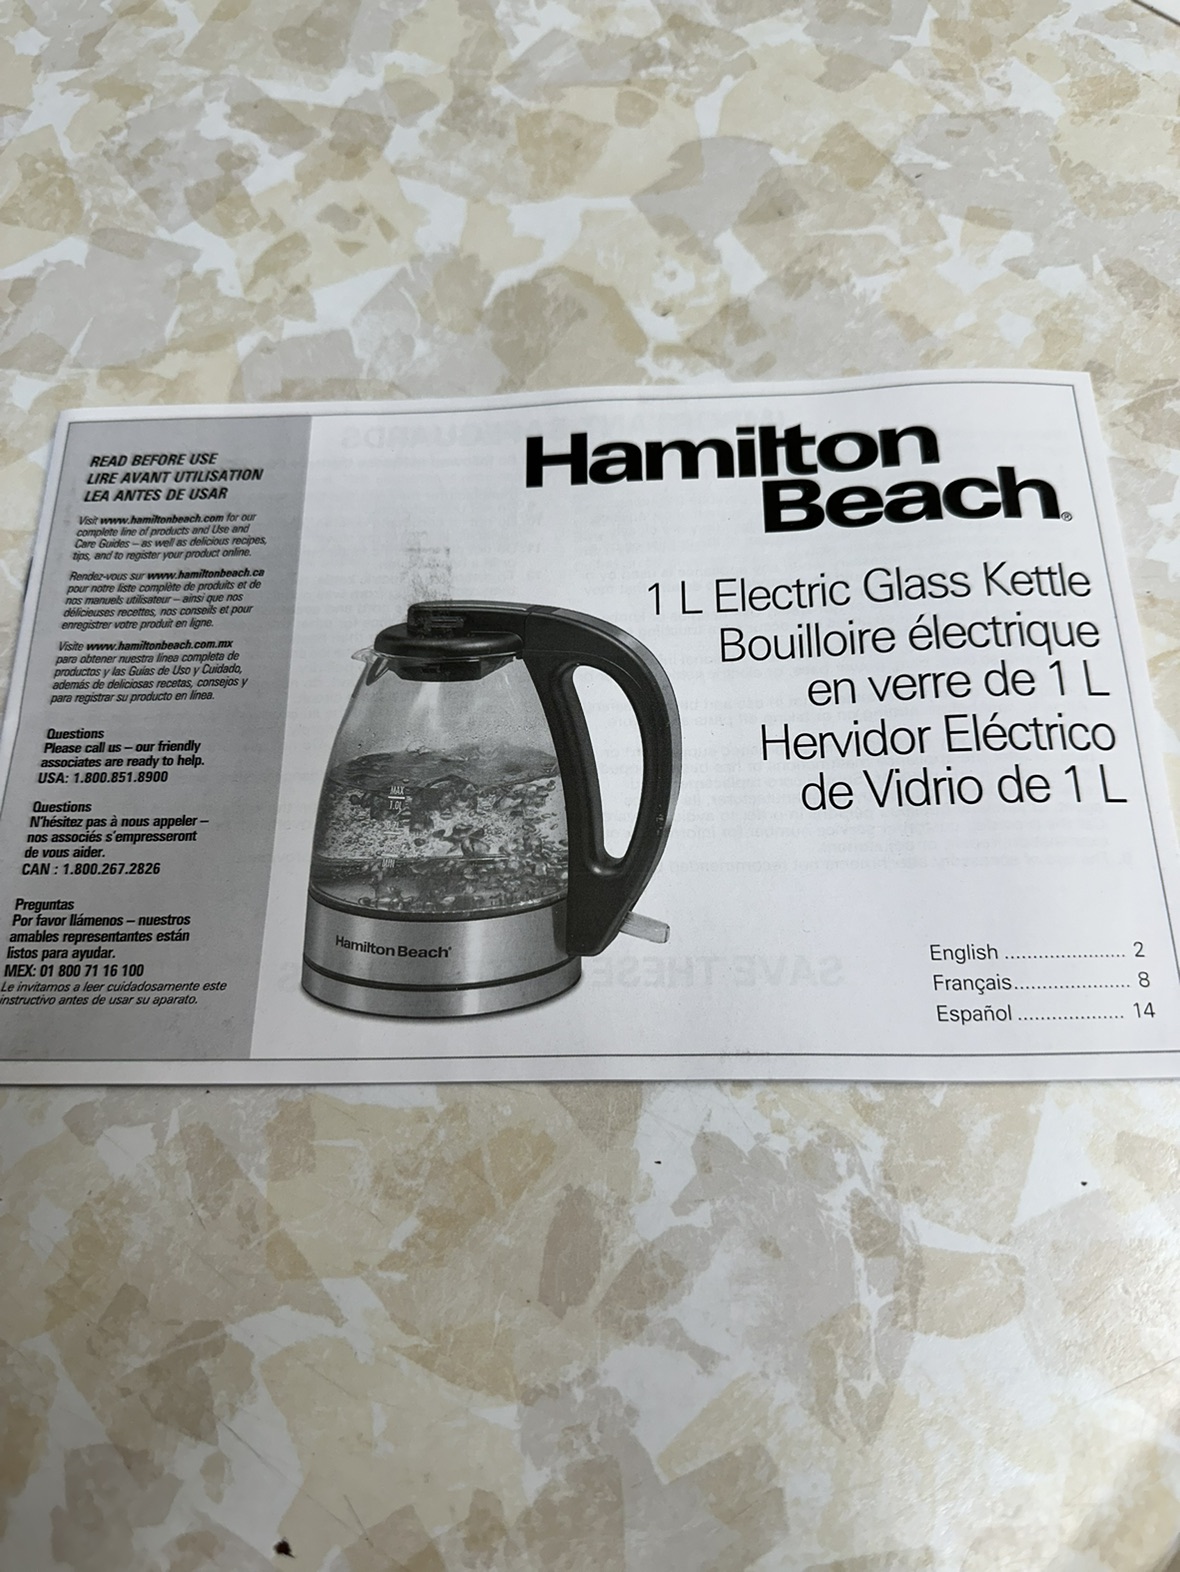 READ BEFORE USE
LIRE AVANT UTILISATION
LEA ANTES DE USAR
Visit www.hamiltonbeach.com for our
complete line of products and Use and
Care Guides – as well as delicious recipes,
tips, and to register your product online.
Rendez-vous sur www.hamiltonbeach.ca
pour notre liste complète de produits et de
nos manuels utilisateur – ainsi que nos
délicieuses recettes, nos conseils et pour
enregistrer votre produit en ligne.
Visite www.hamiltonbeach.com.mx
para obtener nuestra línea completa de
productos y las Guías de Uso y Cuidado,
además de deliciosas recetas, consejos y
para registrar su producto en línea.
Questions
Please call us – our friendly
associates are ready to help.
USA: 1.800.851.8900
Questions
N'hésitez pas à nous appeler –
nos associés s'empresseront
de vous aider.
CAN : 1.800.267.2826
Preguntas
Por favor llámenos – nuestros
amables representantes están
listos para ayudar.
MEX: 01 800 71 16 100
Le invitamos a leer cuidadosamente este
instructivo antes de usar su aparato.
Hamilton
Beach®
1 L Electric Glass Kettle
Bouilloire électrique
en verre de 1 L
Hervidor Eléctrico
de Vidrio de 1 L
MAX
1.0L
MIN
Hamilton Beach®
English ...................... 2
Français...................... 8
Español ................... 14